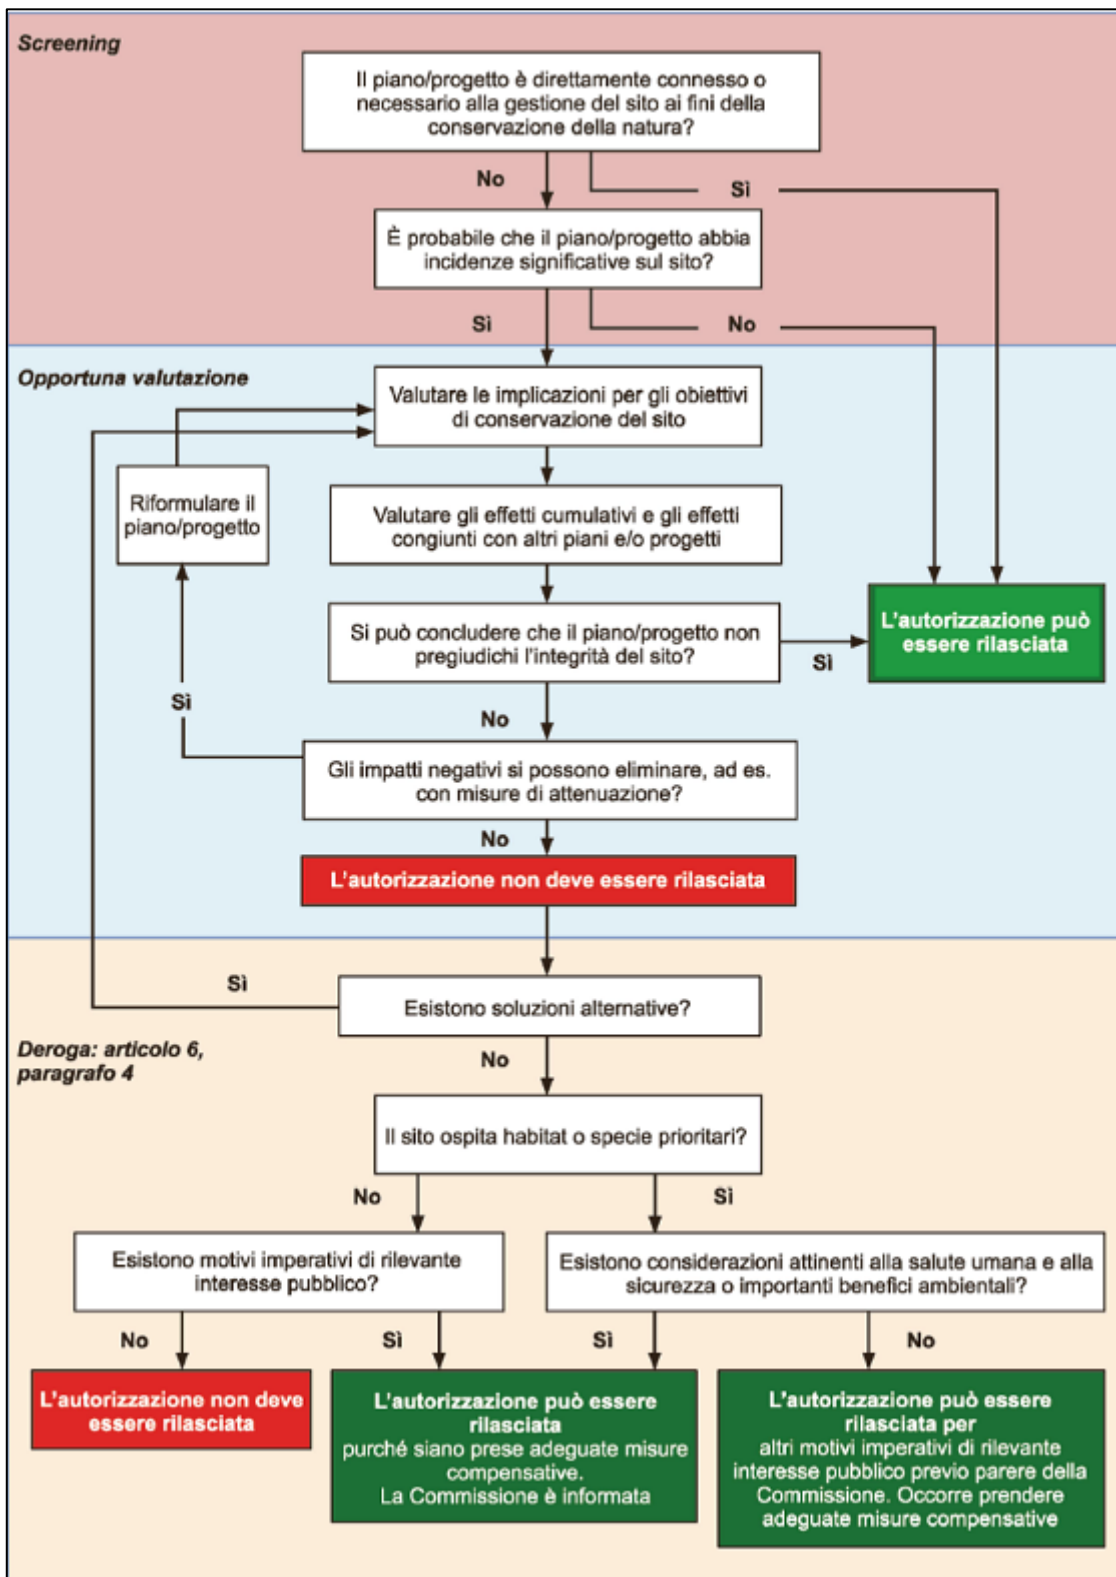 Screening
Il piano/progetto è direttamente connesso o
necessario alla gestione del sito ai fini della
conservazione della natura?
No
Sì
È probabile che il piano/progetto abbia
incidenze significative sul sito?
Sì
No
Opportuna valutazione
Valutare le implicazioni per gli obiettivi
di conservazione del sito
Riformulare il
piano/progetto
Valutare gli effetti cumulativi e gli effetti
congiunti con altri piani e/o progetti
Si può concludere che il piano/progetto non
pregiudichi l'integrità del sito?
Sì
L'autorizzazione può
essere rilasciata
Sì
No
Gli impatti negativi si possono eliminare, ad es.
con misure di attenuazione?
No
L'autorizzazione non deve essere rilasciata
Sì
Esistono soluzioni alternative?
Deroga: articolo 6,
paragrafo 4
No
Il sito ospita habitat o specie prioritari?
No
Sì
Esistono motivi imperativi di rilevante
interesse pubblico?
Esistono considerazioni attinenti alla salute umana e alla
sicurezza o importanti benefici ambientali?
No
Sì
Sì
No
L'autorizzazione non deve
essere rilasciata
L'autorizzazione può essere
rilasciata
purché siano prese adeguate misure
compensative.
La Commissione è informata
L'autorizzazione può essere
rilasciata per
altri motivi imperativi di rilevante
interesse pubblico previo parere della
Commissione. Occorre prendere
adeguate misure compensative